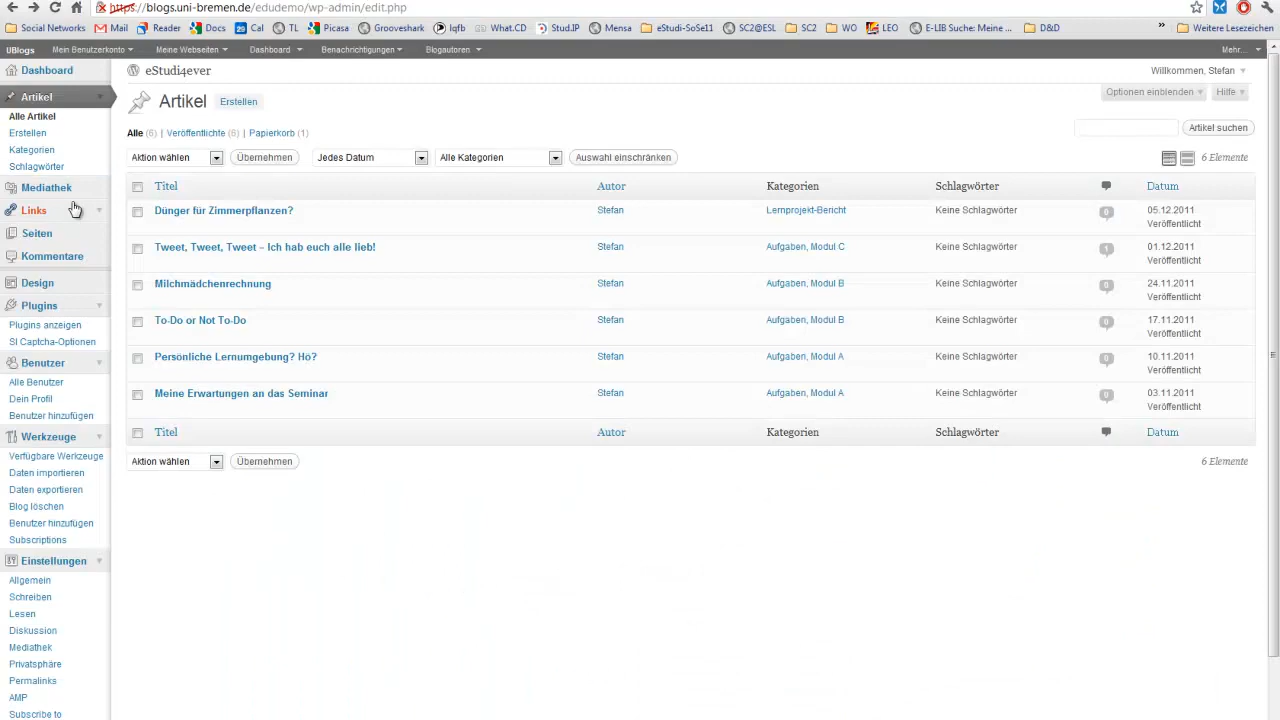 https://blogs.uni-bremen.de/edudemo/wp-admin/edit.php
Social Networks Mail Reader Docs 25 Cal TL Picasa Grooveshark lqfb What.CD StudJP Mensa eStudi-SoSe11 SC2@ESL SC2 WO LEO E-LIB Suche: Meine ... D&D » Weitere Lesezeichen
UBlogs Mein Benutzerkonto Meine Webseiten Dashboard Benachrichtigungen Blogautoren Mehr...
Dashboard
eStudi4ever
Willkommen, Stefan
Artikel
Alle Artikel
Erstellen
Kategorien
Schlagwörter
Mediathek
Links
Seiten
Kommentare
Design
Plugins
Plugins anzeigen
SI Captcha-Optionen
Benutzer
Alle Benutzer
Dein Profil
Benutzer hinzufügen
Werkzeuge
Verfügbare Werkzeuge
Daten importieren
Daten exportieren
Blog löschen
Benutzer hinzufügen
Subscriptions
Einstellungen
Allgemein
Schreiben
Lesen
Diskussion
Mediathek
Privatsphäre
Permalinks
AMP
Subscribe to
Artikel Erstellen
Optionen einblenden Hilfe
Alle (6) | Veröffentlichte (6) | Papierkorb (1)
Artikel suchen
Aktion wählen Übernehmen Jedes Datum Alle Kategorien Auswahl einschränken 6 Elemente
Titel Autor Kategorien Schlagwörter Datum
Dünger für Zimmerpflanzen? Stefan Lernprojekt-Bericht Keine Schlagwörter 0 05.12.2011
Veröffentlicht
Tweet, Tweet, Tweet – Ich hab euch alle lieb! Stefan Aufgaben, Modul C Keine Schlagwörter 1 01.12.2011
Veröffentlicht
Milchmädchenrechnung Stefan Aufgaben, Modul B Keine Schlagwörter 0 24.11.2011
Veröffentlicht
To-Do or Not To-Do Stefan Aufgaben, Modul B Keine Schlagwörter 0 17.11.2011
Veröffentlicht
Persönliche Lernumgebung? Hö? Stefan Aufgaben, Modul A Keine Schlagwörter 0 10.11.2011
Veröffentlicht
Meine Erwartungen an das Seminar Stefan Aufgaben, Modul A Keine Schlagwörter 0 03.11.2011
Veröffentlicht
Titel Autor Kategorien Schlagwörter Datum
Aktion wählen Übernehmen 6 Elemente